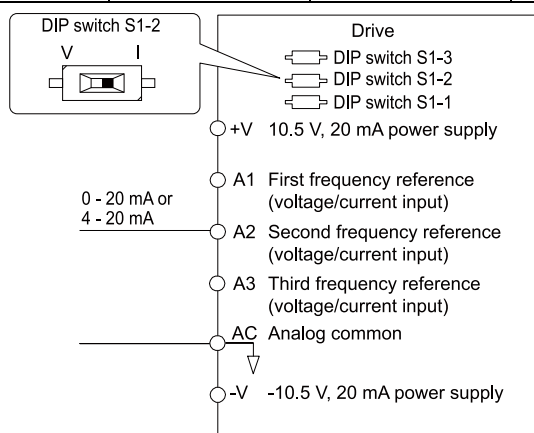 DIP switch S1-2
V I
Drive
DIP switch S1-3
DIP switch S1-2
DIP switch S1-1
+V 10.5 V, 20 mA power supply
A1 First frequency reference
(voltage/current input)
0 - 20 mA or
4 - 20 mA
A2 Second frequency reference
(voltage/current input)
A3 Third frequency reference
(voltage/current input)
AC Analog common
-V -10.5 V, 20 mA power supply